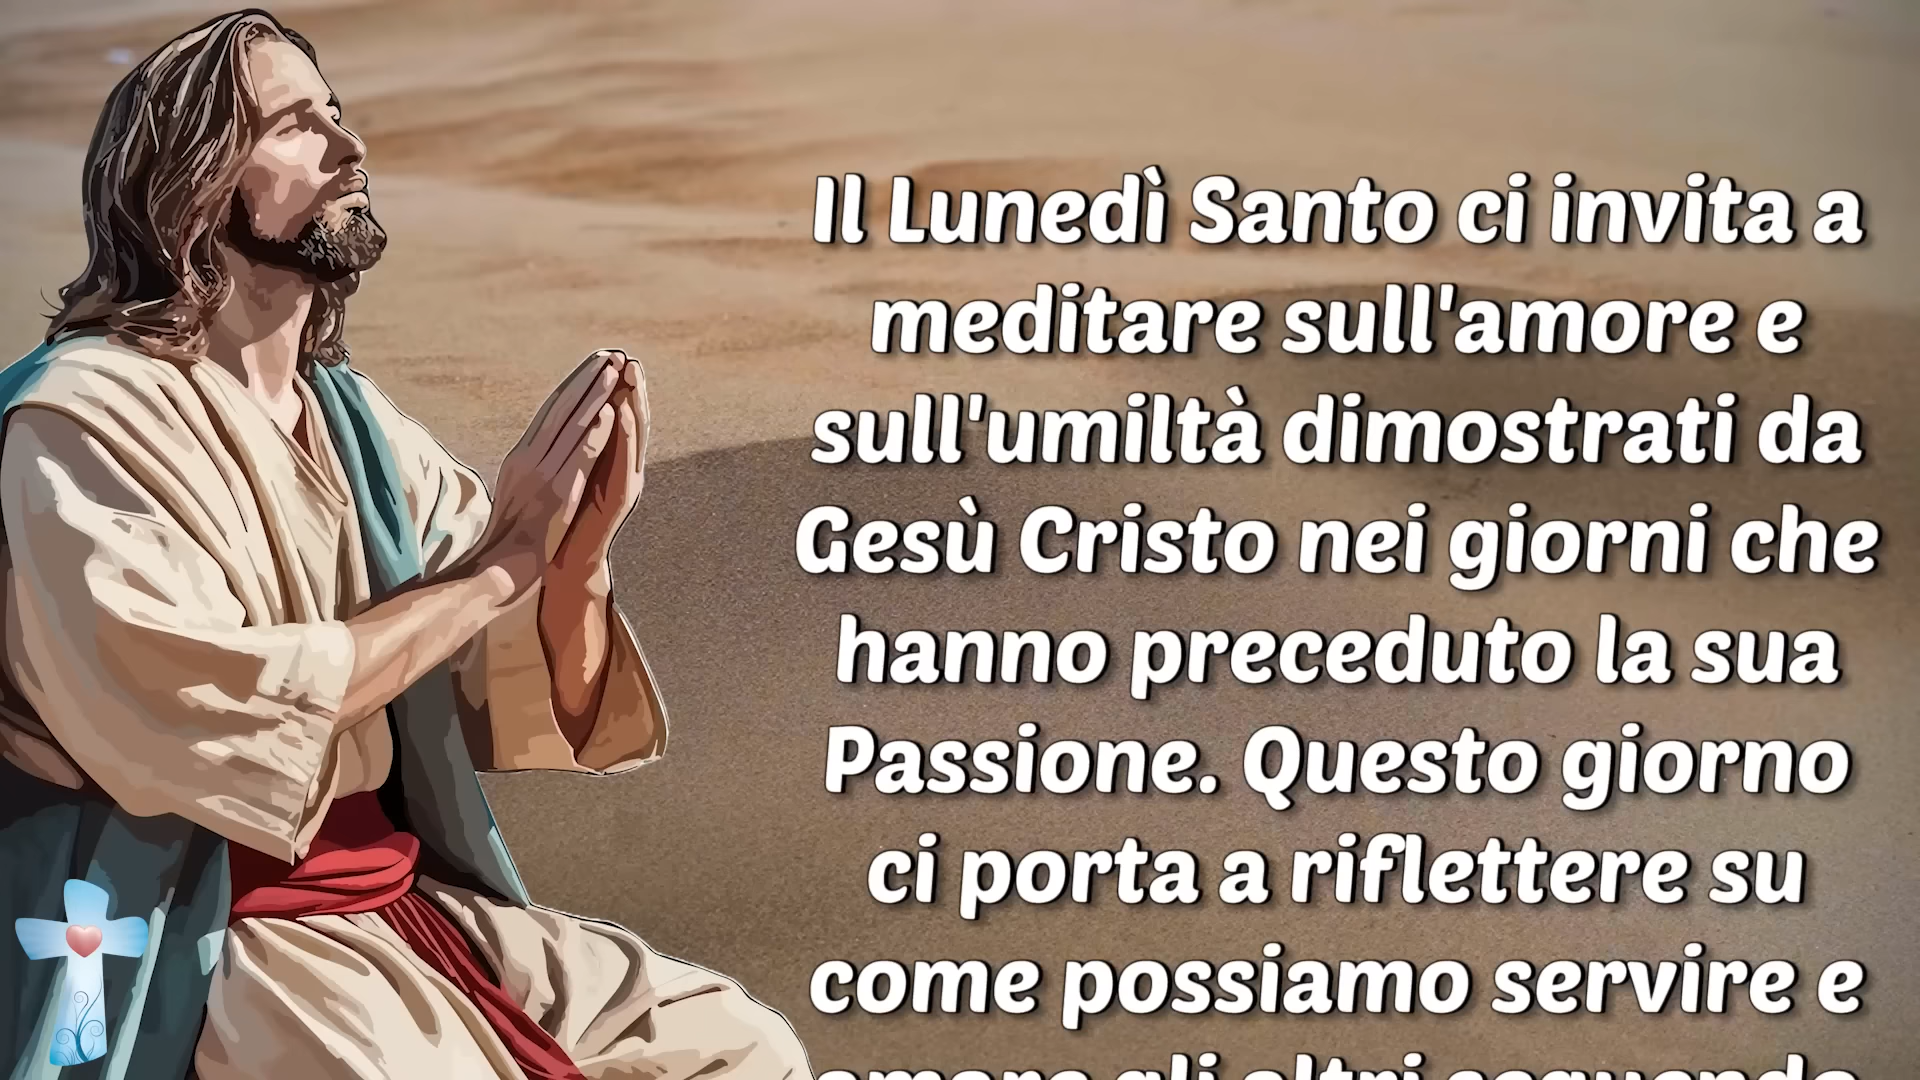 Il Lunedì Santo ci invita a
meditare sull'amore e
sull'umiltà dimostrati da
Gesù Cristo nei giorni che
hanno preceduto la sua
Passione. Questo giorno
ci porta a riflettere su
come possiamo servire e